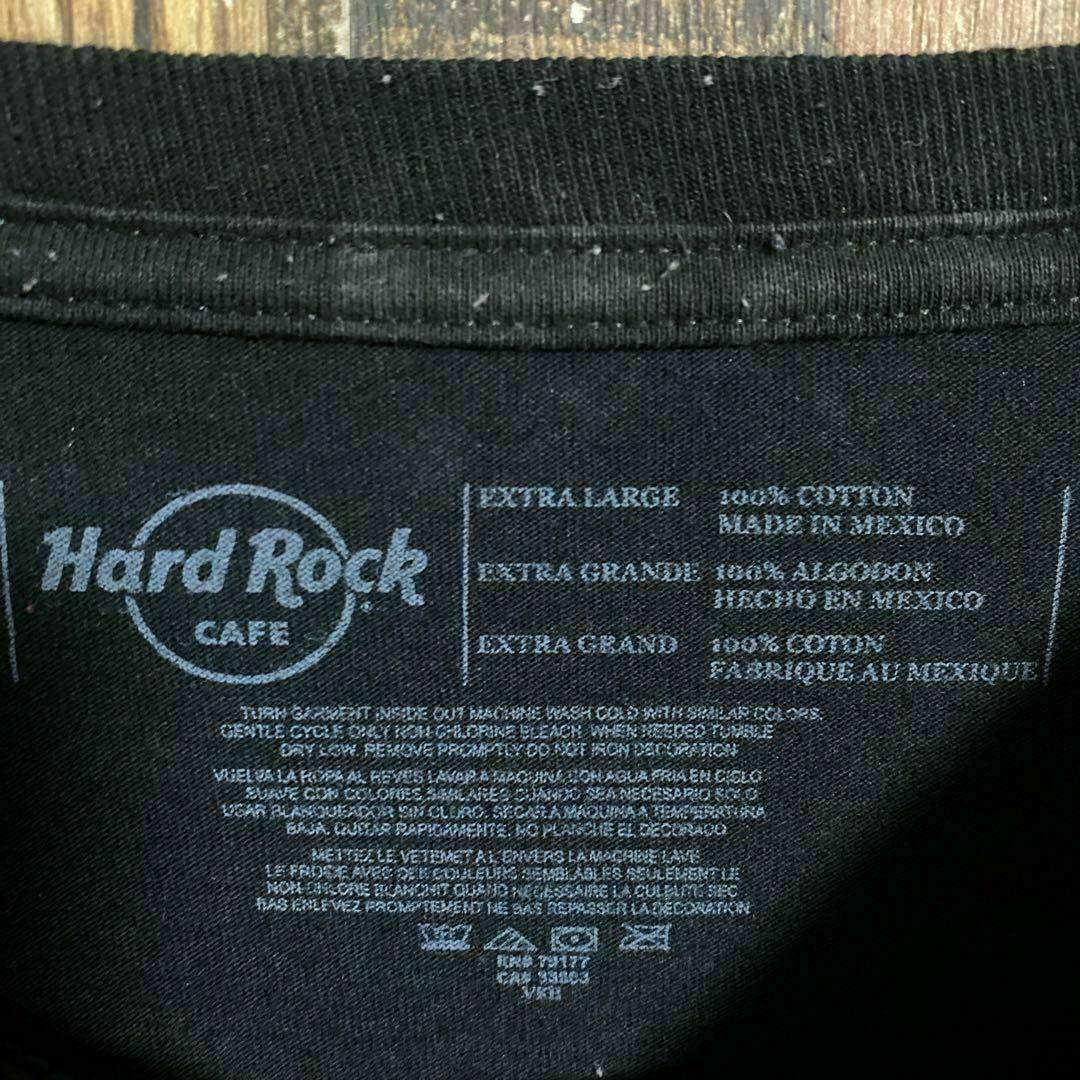 Hard Rock
CAFE
EXTRA LARGE 100% COTTON
MADE IN MEXICO
EXTRA GRANDE 100% ALGODON
HECHO EN MEXICO
EXTRA GRAND 100% COTON
FABRIQUE AU MEXIQUE
TURN GARMENT INSIDE OUT MACHINE WASH COLD WITH SIMILAR COLORS.
GENTLE CYCLE ONLY NON CHLORINE BLEACH. WHEN NEEDED TUMBLE
DRY LOW. REMOVE PROMPTLY DO NOT IRON DECORATION
VUELVA LA ROPA AL REVES LAVAR A MAQUINA CON AGUA FRIA EN CICLO
SUAVE CON COLORIES SIMILARES CUANDO SEA NECESARIO SOLO
USAR BLANQUEADOR SIN CLORO. SECAR A MAQUINA A TEMPERATURA
BAJA. QUITAR RAPIDAMENTE. NO PLANCHE EL DECORADO
METTEZ LE VETEMET A L ENVERS LA MACHINE LAVE
LE FROIDE AVES QUE COULEURS SEMBLABLES SEULEMENT LE
NON-CHLORE BLANCHIT QUAND NECESSAIRE LA CULBUTE SEC
BAS ENLEVEZ PROMPTEMENT NE PAS REPASSER LA DECORATION
RN# 79177
CA# 35803
VKH